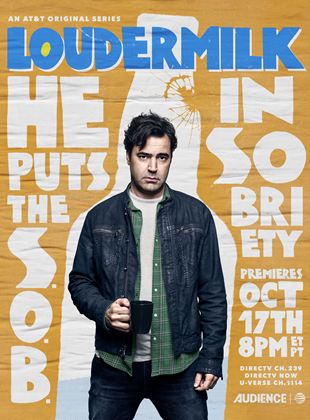 AN AT&T ORIGINAL SERIES
LOUDERMILK
HE
PUTS
THE
S.O.B.
IN
SO
BRI
ETY
PREMIERES
OCT
17TH
8PM ET PT
DIRECTV CH.239
DIRECTV NOW
U-VERSE CH.1114
AUDIENCE